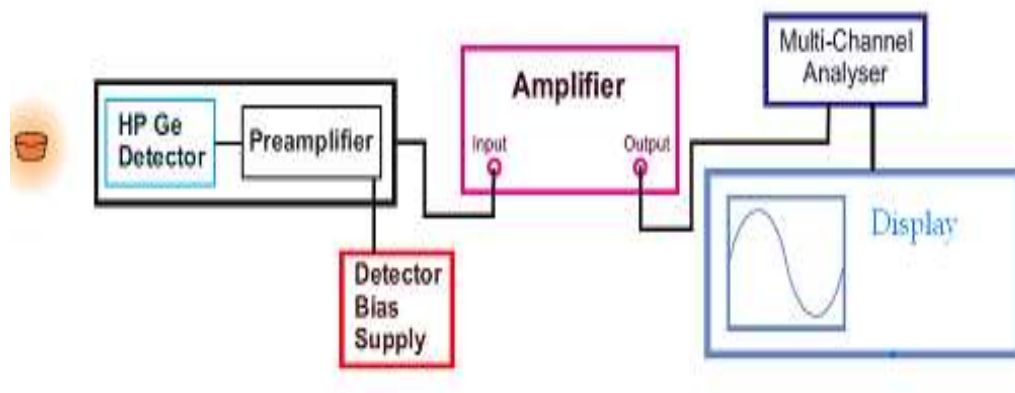 HP Ge
Detector
Preamplifier
Detector
Bias
Supply
Amplifier
Input
Output
Multi-Channel
Analyser
Display